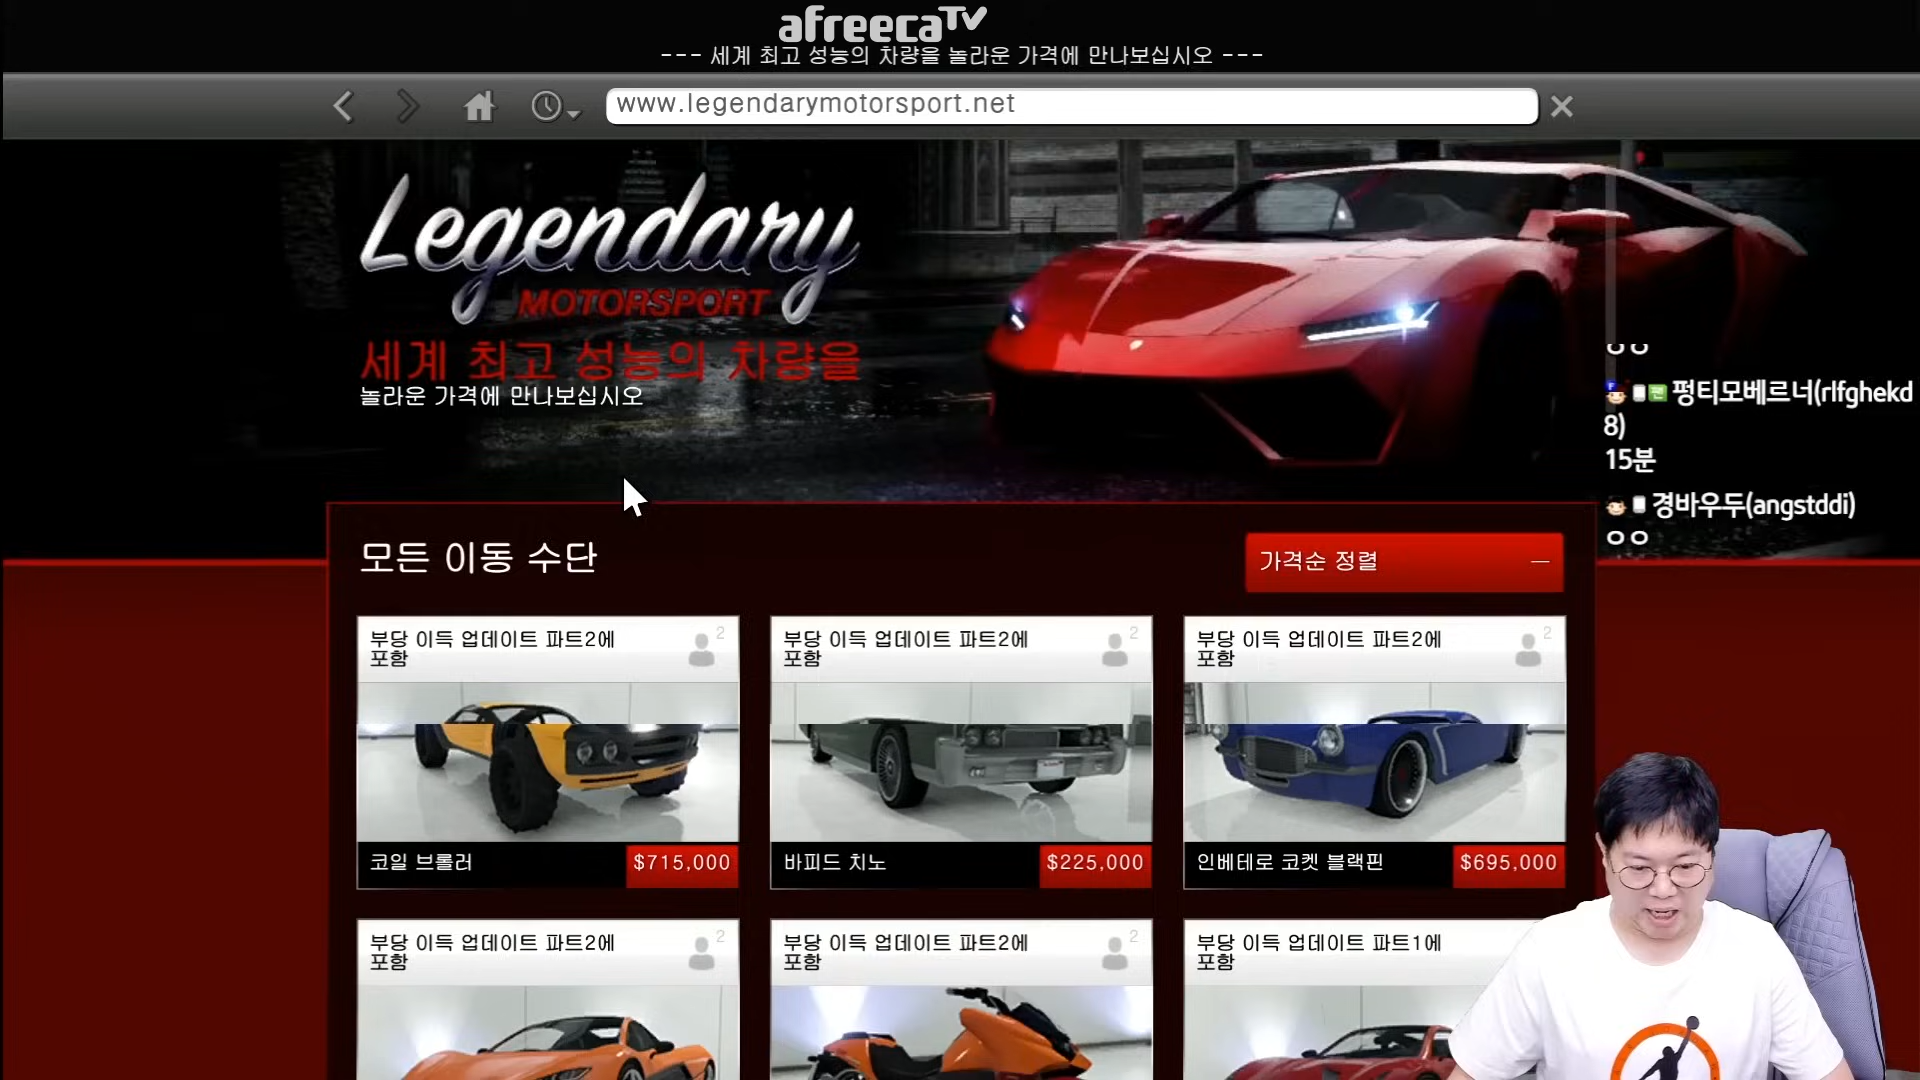 afreecaTV
--- 세계 최고 성능의 차량을 놀라운 가격에 만나보십시오 ---
www.legendarymotorsport.net
Legendary
MOTORSPORT
세계 최고 성능의 차량을
놀라운 가격에 만나보십시오
ㅇㅇ
펑티모베르너(rlfghekd
8)
15분
경바우두(angstddi)
ㅇㅇ
모든 이동 수단
가격순 정렬
부당 이득 업데이트 파트2에
포함
2
코일 브롤러
$715,000
부당 이득 업데이트 파트2에
포함
2
바피드 치노
$225,000
부당 이득 업데이트 파트2에
포함
2
인베테로 코켓 블랙핀
$695,000
부당 이득 업데이트 파트2에
포함
2
부당 이득 업데이트 파트2에
포함
2
부당 이득 업데이트 파트1에
포함